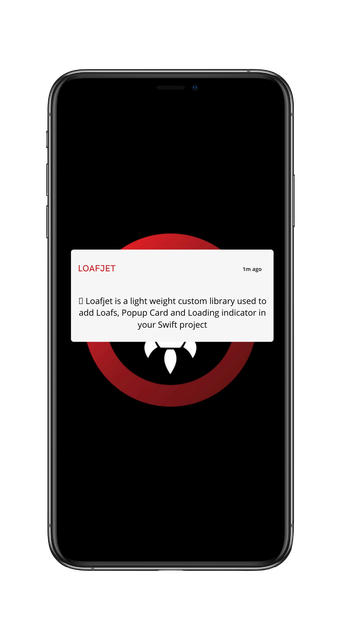 LOAFJET
1m ago
▯ Loafjet is a light weight custom library used to
add Loafs, Popup Card and Loading indicator in
your Swift project